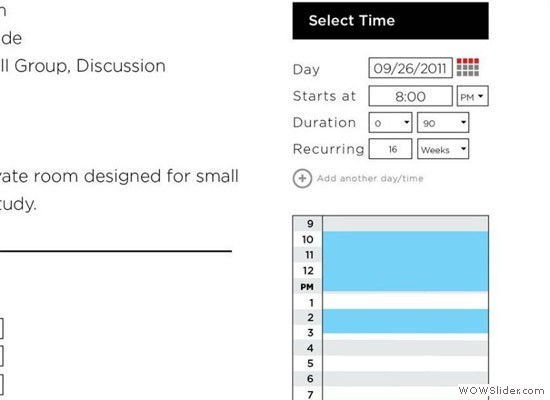 n
de
ll Group, Discussion
vate room designed for small
tudy.
Select Time
Day 09/26/2011
Starts at 8:00 PM
Duration 0 90
Recurring 16 Weeks
Add another day/time
9
10
11
12
PM
1
2
3
4
5
6
7
WOWSlider.com